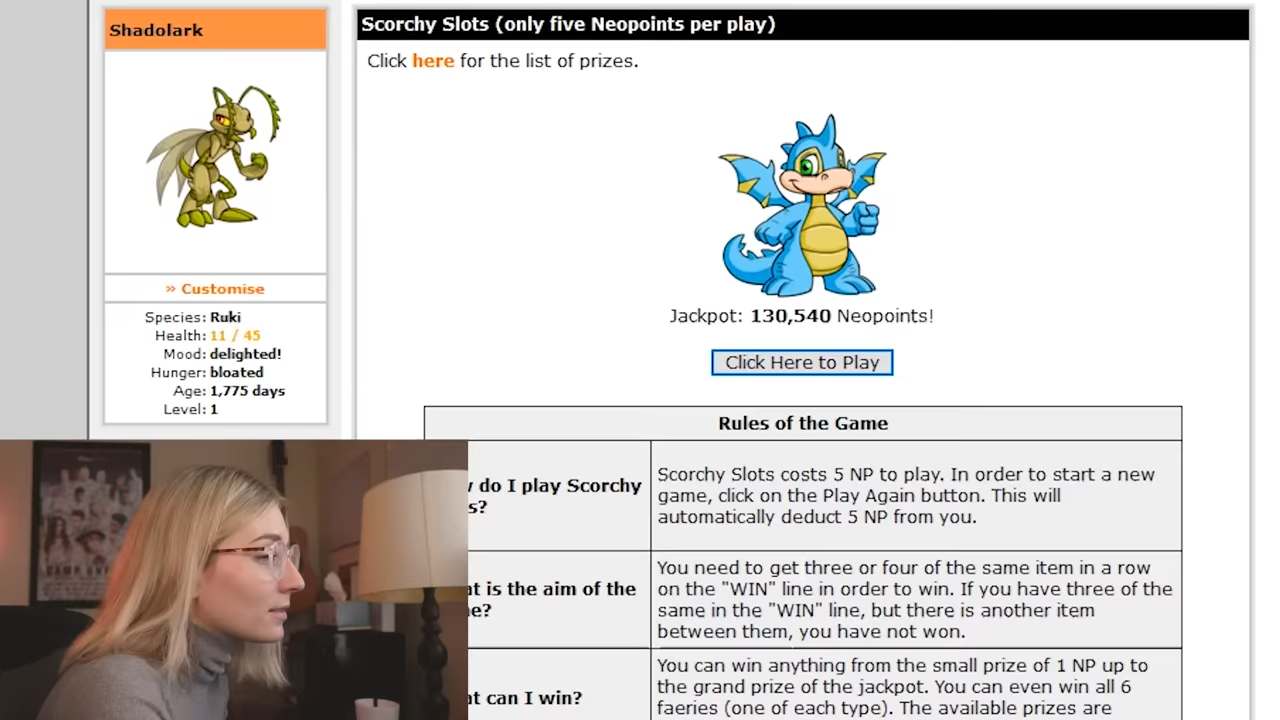 Shadolark
» Customise
Species: Ruki
Health: 11 / 45
Mood: delighted!
Hunger: bloated
Age: 1,775 days
Level: 1
Scorchy Slots (only five Neopoints per play)
Click here for the list of prizes.
Jackpot: 130,540 Neopoints!
Click Here to Play
Rules of the Game
do I play Scorchy
Scorchy Slots costs 5 NP to play. In order to start a new
game, click on the Play Again button. This will
automatically deduct 5 NP from you.
is the aim of the
You need to get three or four of the same item in a row
on the "WIN" line in order to win. If you have three of the
same in the "WIN" line, but there is another item
between them, you have not won.
can I win?
You can win anything from the small prize of 1 NP up to
the grand prize of the jackpot. You can even win all 6
faeries (one of each type). The available prizes are